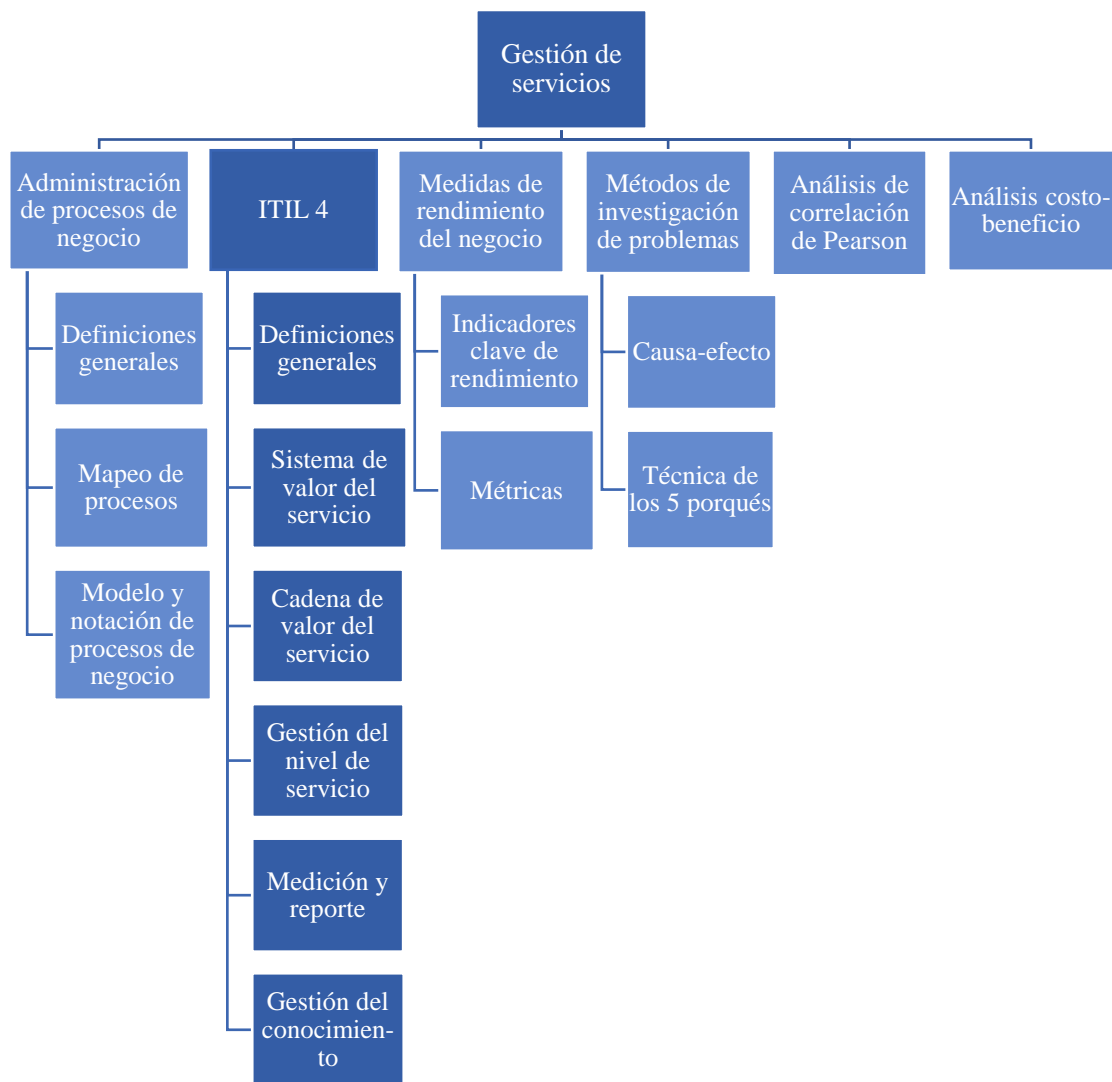 Gestión de
servicios
Administración
de procesos de
negocio
ITIL 4
Medidas de
rendimiento
del negocio
Métodos de
investigación
de problemas
Análisis de
correlación
de Pearson
Análisis costo-
beneficio
Definiciones
generales
Mapeo de
procesos
Modelo y
notación de
procesos de
negocio
Definiciones
generales
Sistema de
valor del
servicio
Cadena de
valor del
servicio
Gestión del
nivel de
servicio
Medición y
reporte
Gestión del
conocimien-
to
Indicadores
clave de
rendimiento
Métricas
Causa-efecto
Técnica de
los 5 porqués